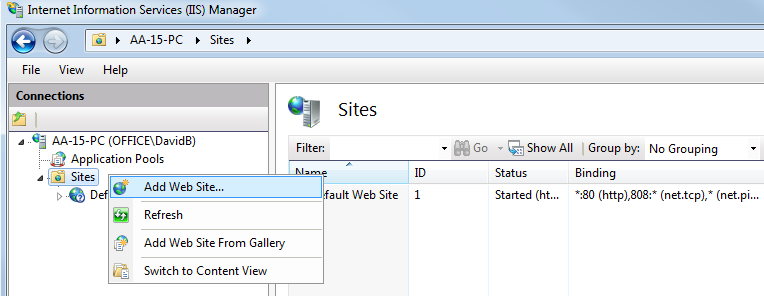 Internet Information Services (IIS) Manager
AA-15-PC Sites
File View Help
Connections
AA-15-PC (OFFICE\DavidB)
Application Pools
Sites
Def
Add Web Site...
Refresh
Add Web Site From Gallery
Switch to Content View
Sites
Filter: Go Show All Group by: No Grouping
Name ID Status Binding
efault Web Site 1 Started (ht... *:80 (http),808:* (net.tcp),* (net.pi...